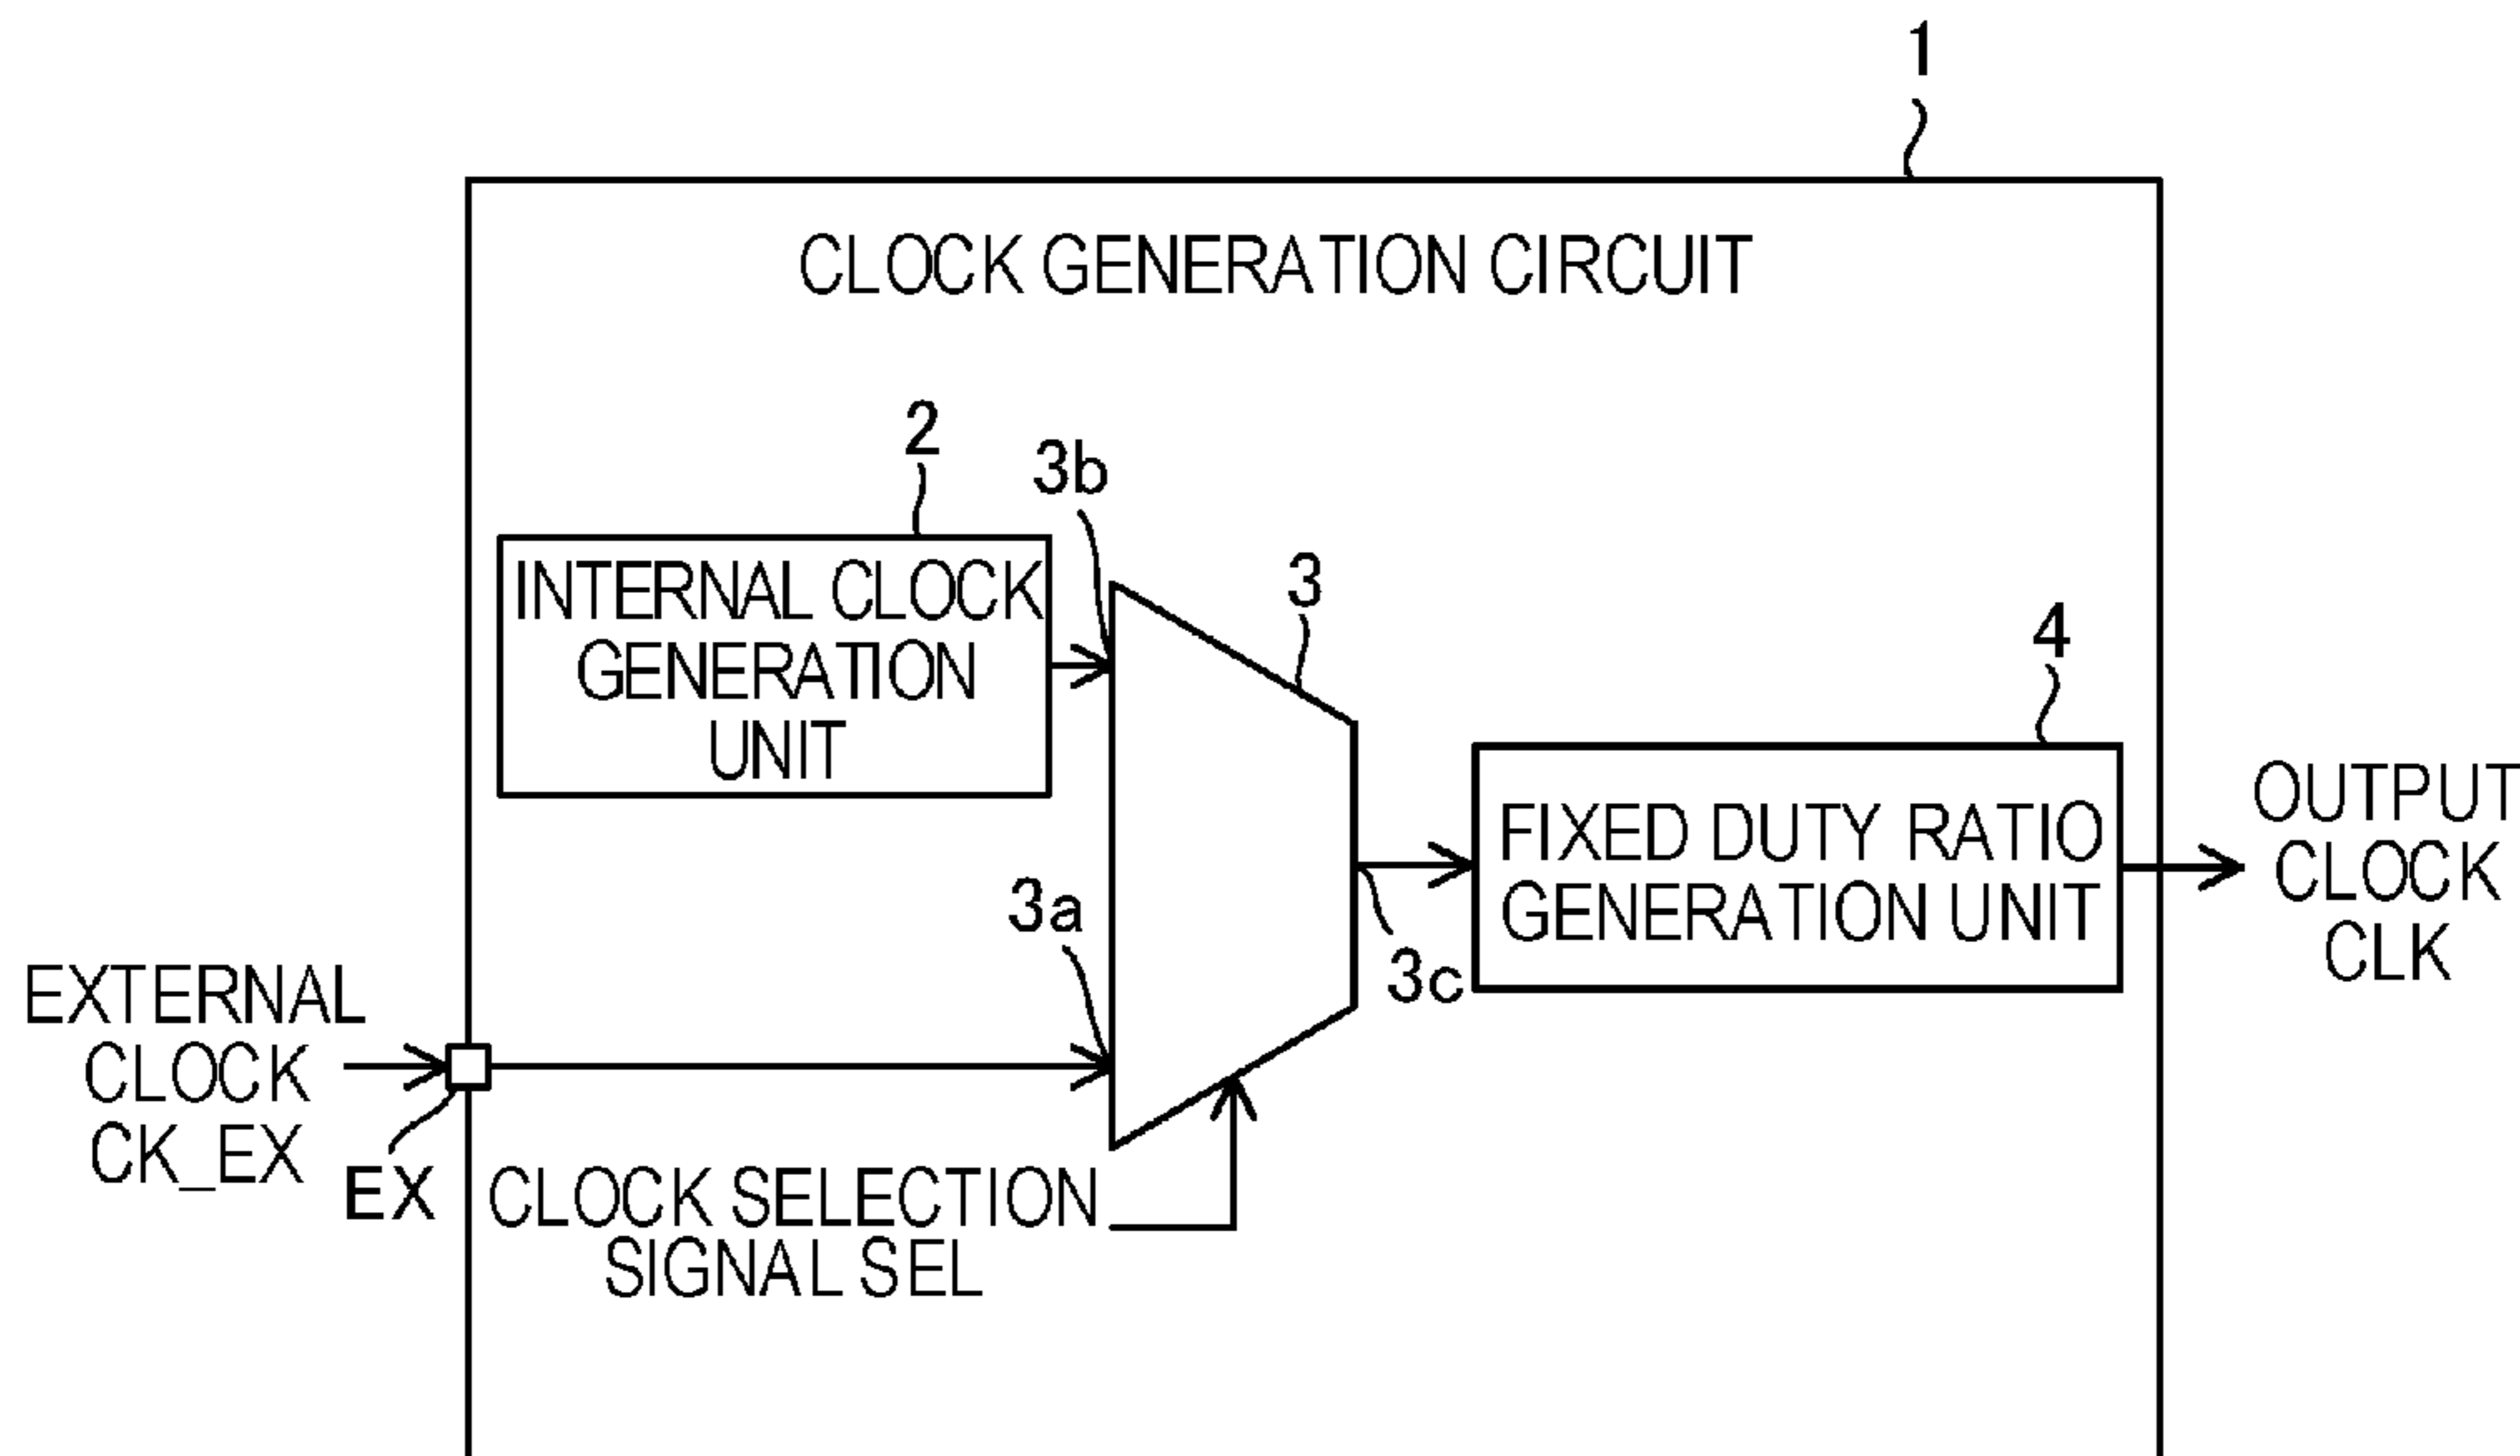 1
CLOCK GENERATION CIRCUIT
2
3b
INTERNAL CLOCK
GENERATION
UNIT
3
4
3a
FIXED DUTY RATIO
GENERATION UNIT
3c
OUTPUT
CLOCK
CLK
EXTERNAL
CLOCK
CK_EX
EX
CLOCK SELECTION
SIGNAL SEL